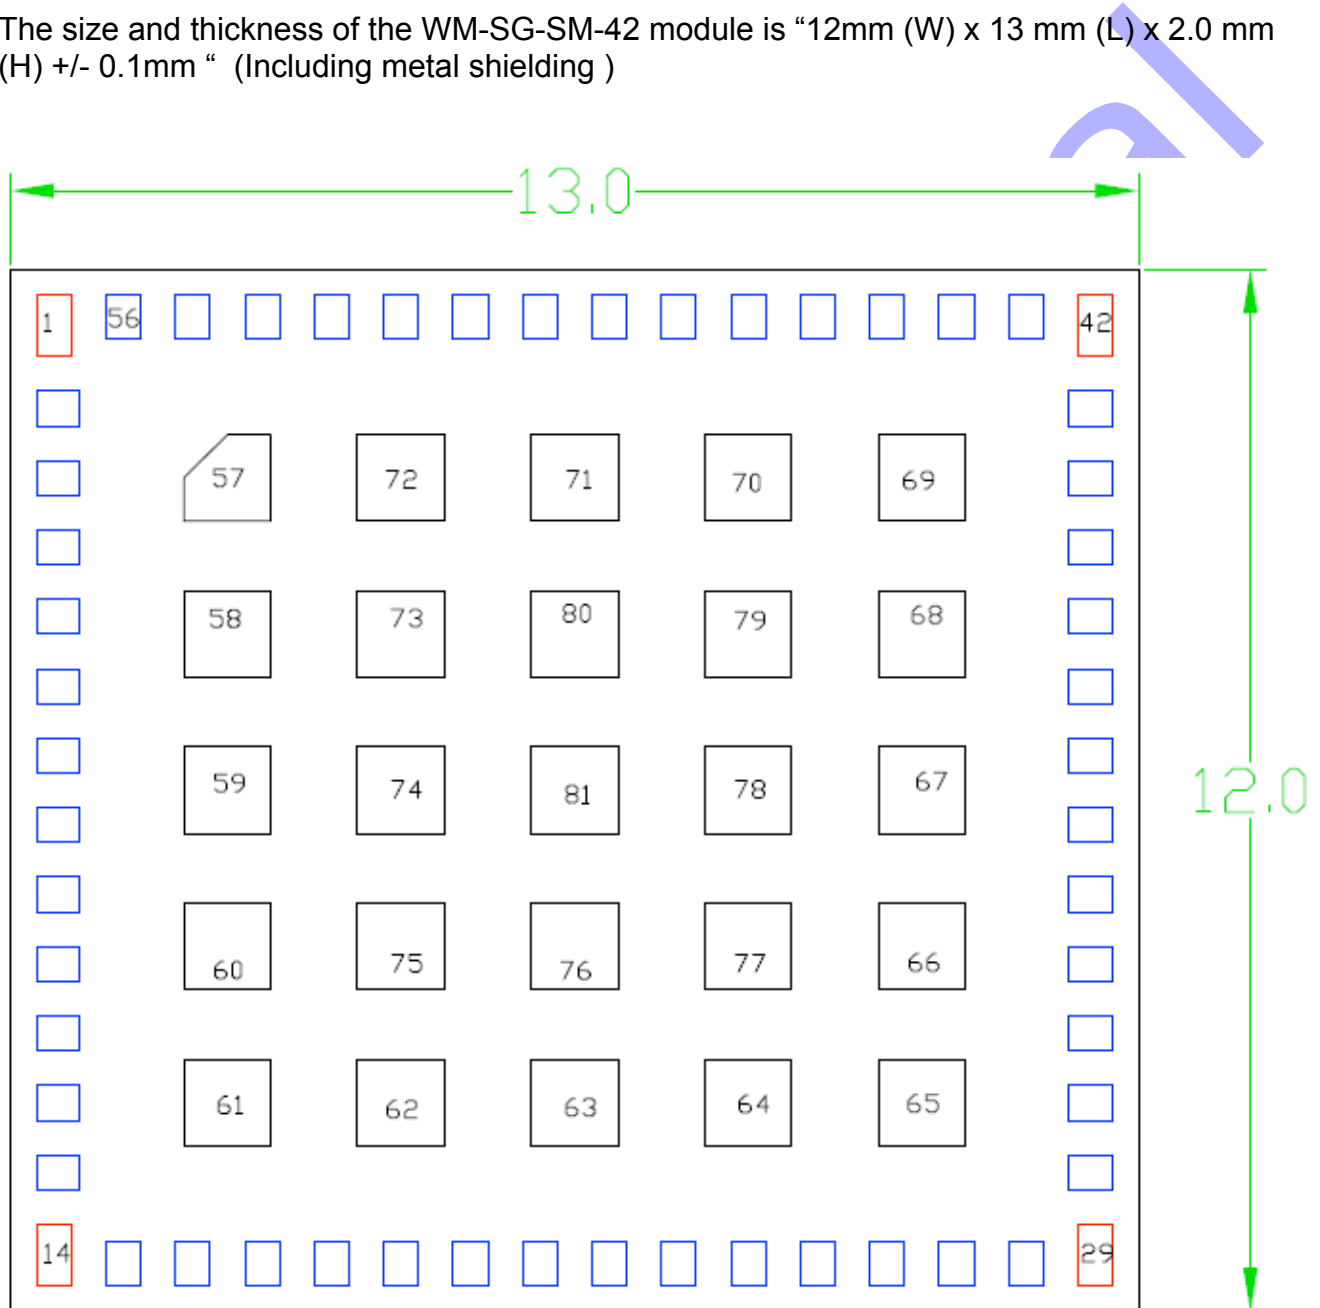 The size and thickness of the WM-SG-SM-42 module is “12mm (W) x 13 mm (L) x 2.0 mm
(H) +/- 0.1mm “ (Including metal shielding )
13.0
1 56 42
57 72 71 70 69
58 73 80 79 68
59 74 81 78 67
12.0
60 75 76 77 66
61 62 63 64 65
14 29